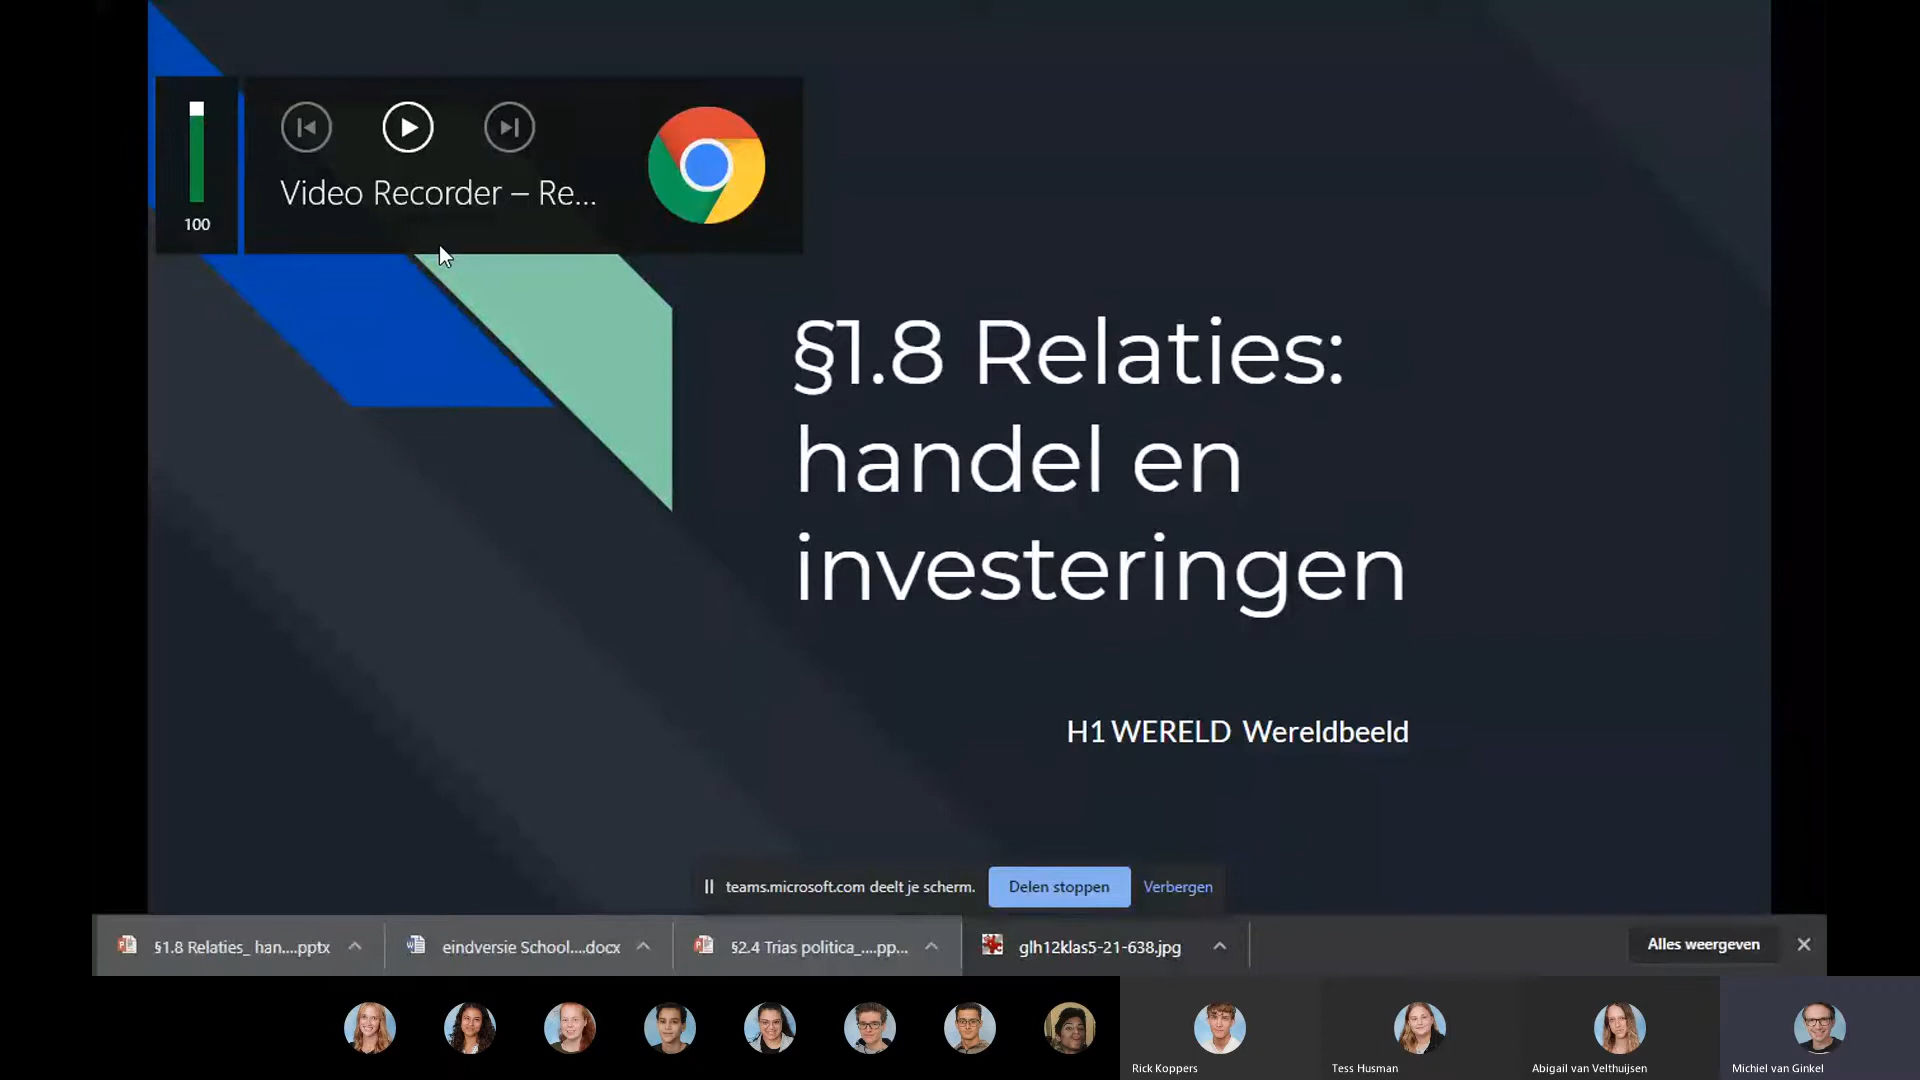 Video Recorder – Re...
100
§1.8 Relaties:
handel en
investeringen
H1 WERELD Wereldbeeld
teams.microsoft.com deelt je scherm.
Delen stoppen
Verbergen
§1.8 Relaties_ han....pptx
eindversie School....docx
§2.4 Trias politica_....pp...
glh12klas5-21-638.jpg
Alles weergeven
Rick Koppers
Tess Husman
Abigail van Velthuijsen
Michiel van Ginkel